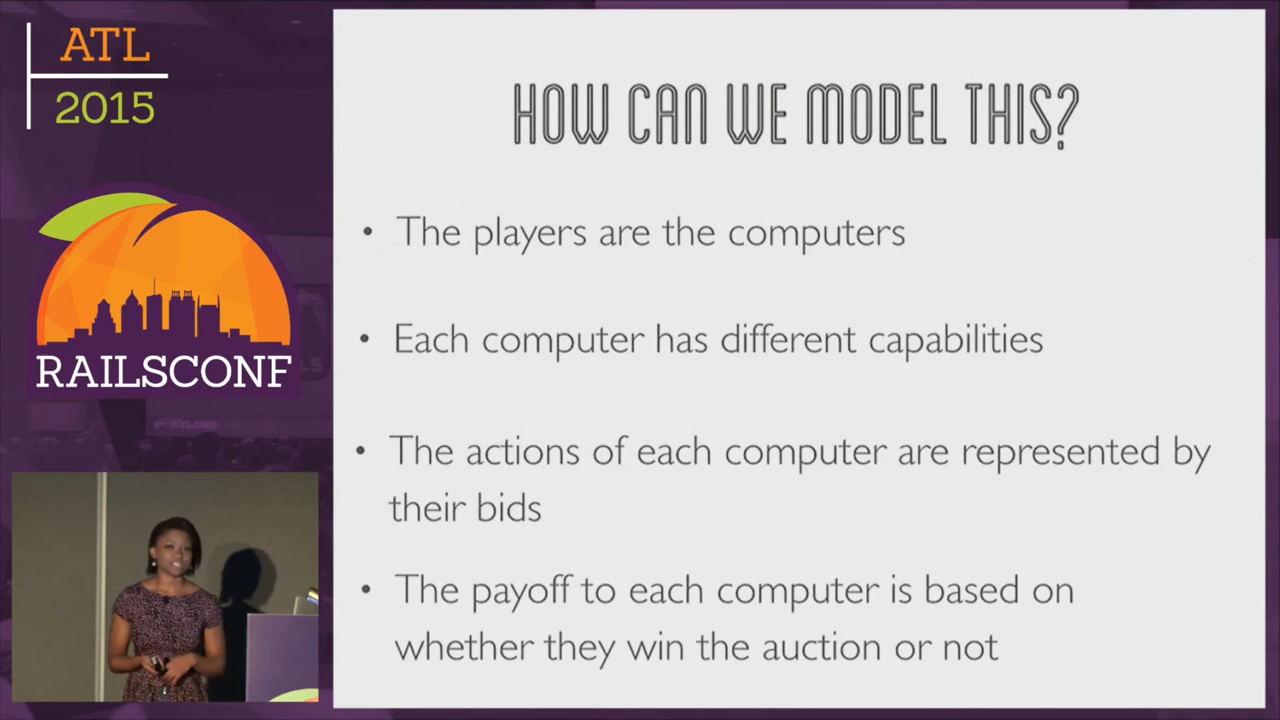 ATL
2015
RAILSCONF
HOW CAN WE MODEL THIS?
• The players are the computers
• Each computer has different capabilities
• The actions of each computer are represented by
their bids
• The payoff to each computer is based on
whether they win the auction or not